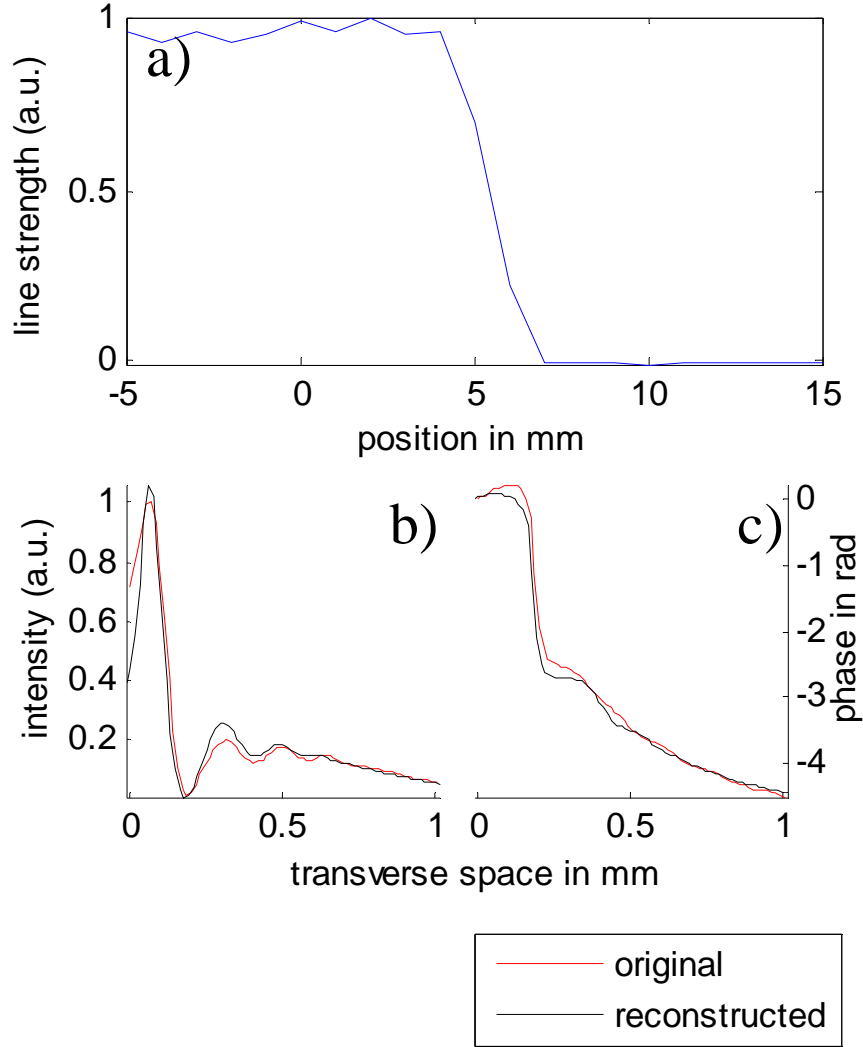 a)
line strength (a.u.)
1
0.5
0
-5 0 5 10 15
position in mm
b)
intensity (a.u.)
1
0.8
0.6
0.4
0.2
0 0.5 1
c)
phase in rad
0
-1
-2
-3
-4
0 0.5 1
transverse space in mm
original
reconstructed